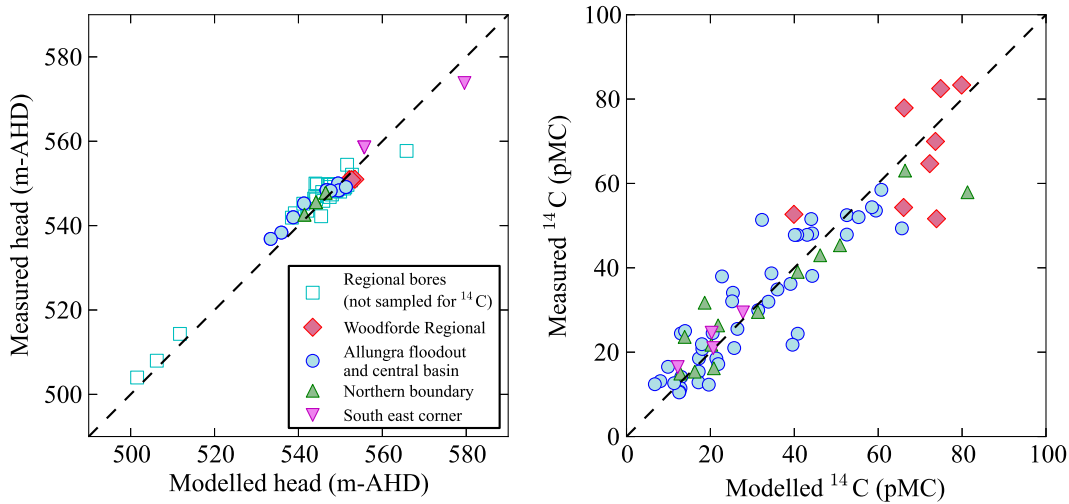 580
560
540
520
500
Measured head (m-AHD)
Regional bores
(not sampled for ¹⁴C)
Woodforde Regional
Allungra floodout
and central basin
Northern boundary
South east corner
500 520 540 560 580
Modelled head (m-AHD)
100
80
60
40
20
0
Measured ¹⁴C (pMC)
0 20 40 60 80 100
Modelled ¹⁴C (pMC)